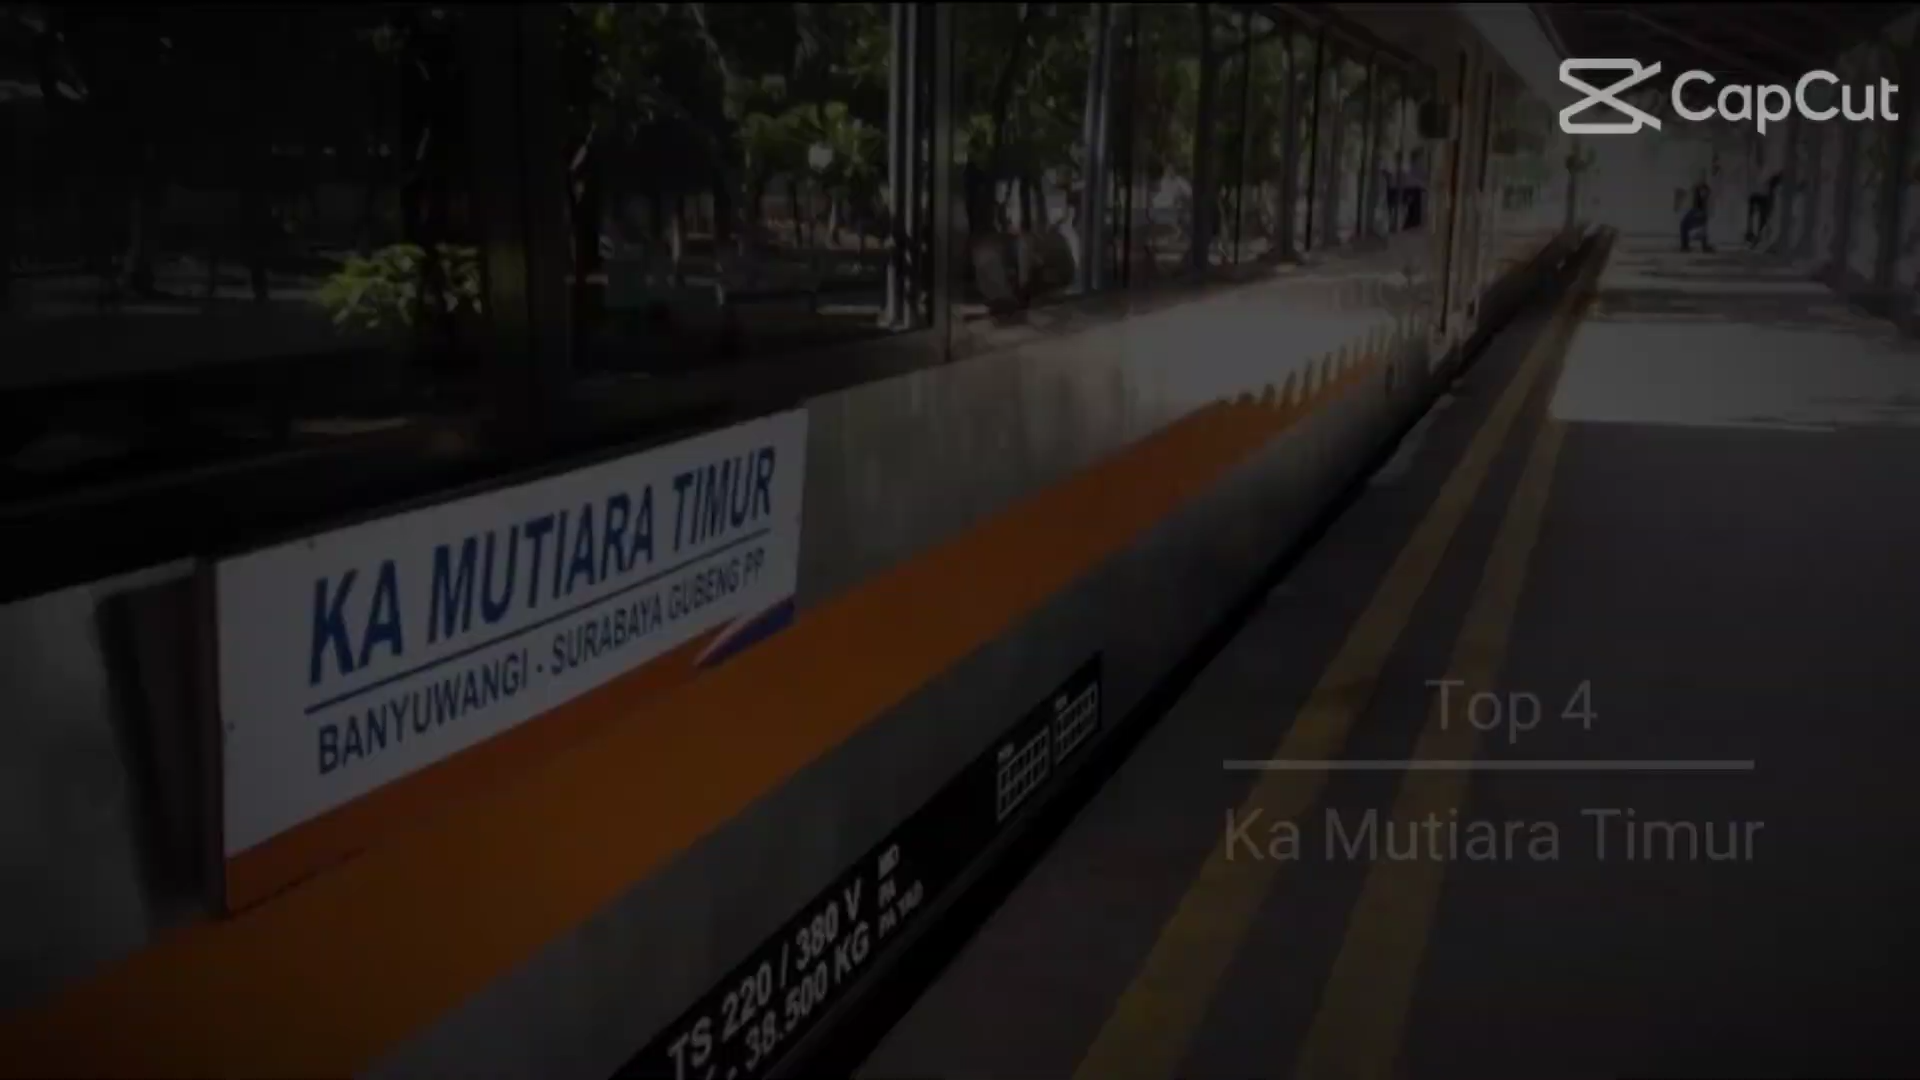 CapCut
KA MUTIARA TIMUR
BANYUWANGI - SURABAYA GUBENG PP
Top 4
Ka Mutiara Timur
TS 220 / 380 V
38.500 KG